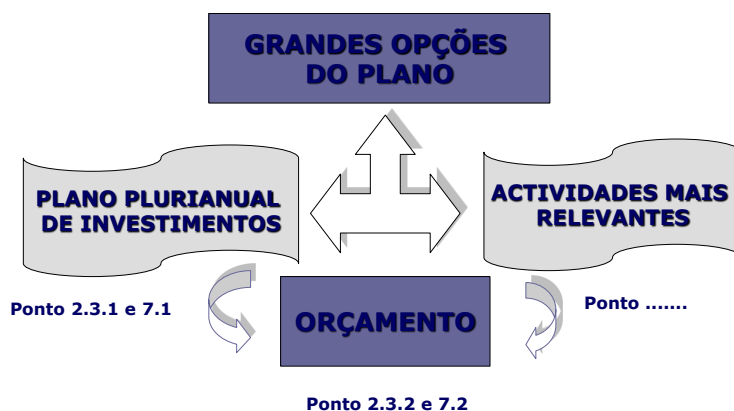 GRANDES OPÇÕES
DO PLANO
PLANO PLURIANUAL
DE INVESTIMENTOS
ACTIVIDADES MAIS
RELEVANTES
Ponto 2.3.1 e 7.1
Ponto .......
ORÇAMENTO
Ponto 2.3.2 e 7.2